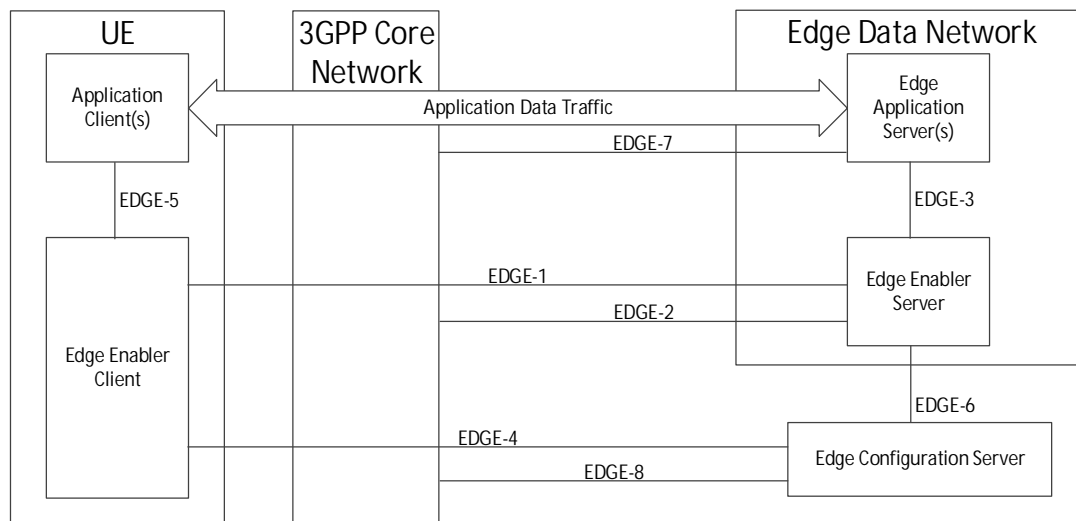 UE
3GPP Core
Network
Edge Data Network
Application
Client(s)
Application Data Traffic
Edge
Application
Server(s)
EDGE-7
EDGE-5
EDGE-3
EDGE-1
Edge Enabler
Server
EDGE-2
Edge Enabler
Client
EDGE-6
EDGE-4
Edge Configuration Server
EDGE-8